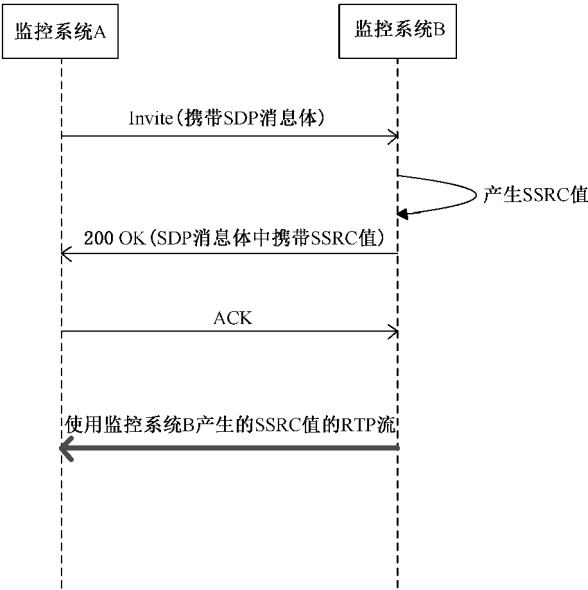 监控系统A
监控系统B
Invite(携带SDP消息体)
产生SSRC值
200 OK(SDP消息体中携带SSRC值)
ACK
使用监控系统B产生的SSRC值的RTP流